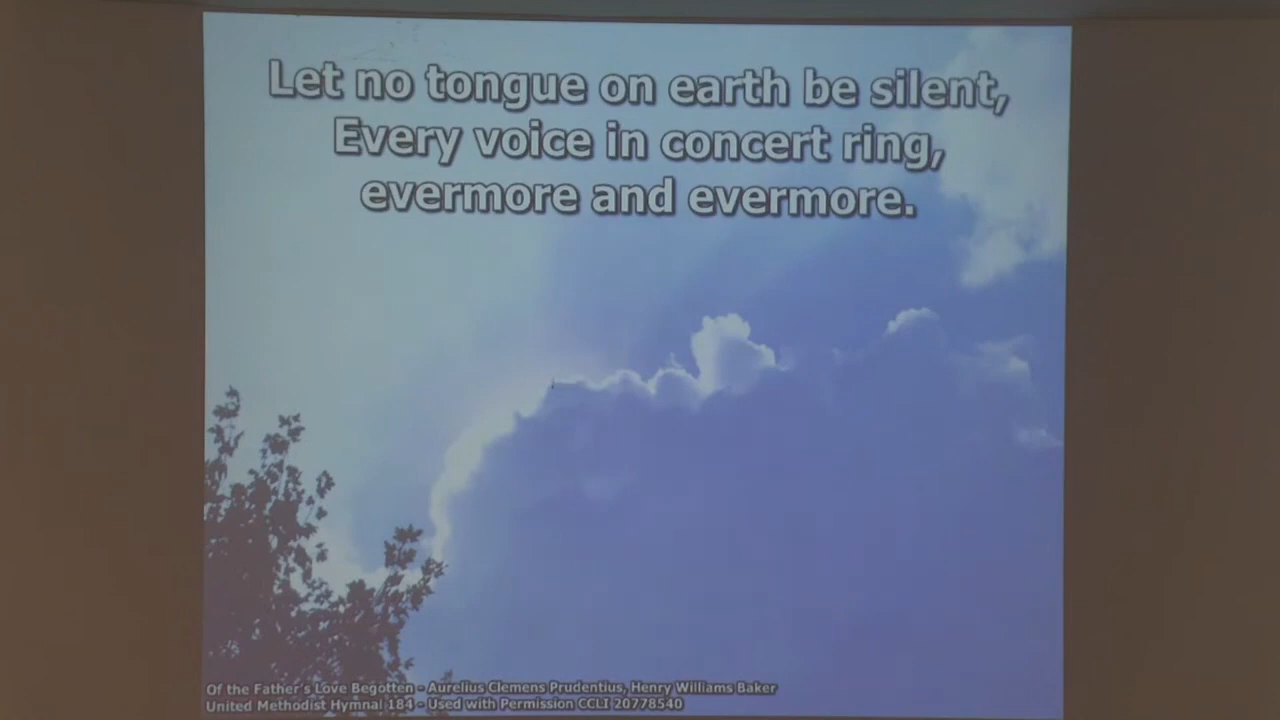 Let no tongue on earth be silent,
Every voice in concert ring,
evermore and evermore.
Of the Father's Love Begotten - Aurelius Clemens Prudentius, Henry Williams Baker
United Methodist Hymnal 184 - Used with Permission CCLI 20778540